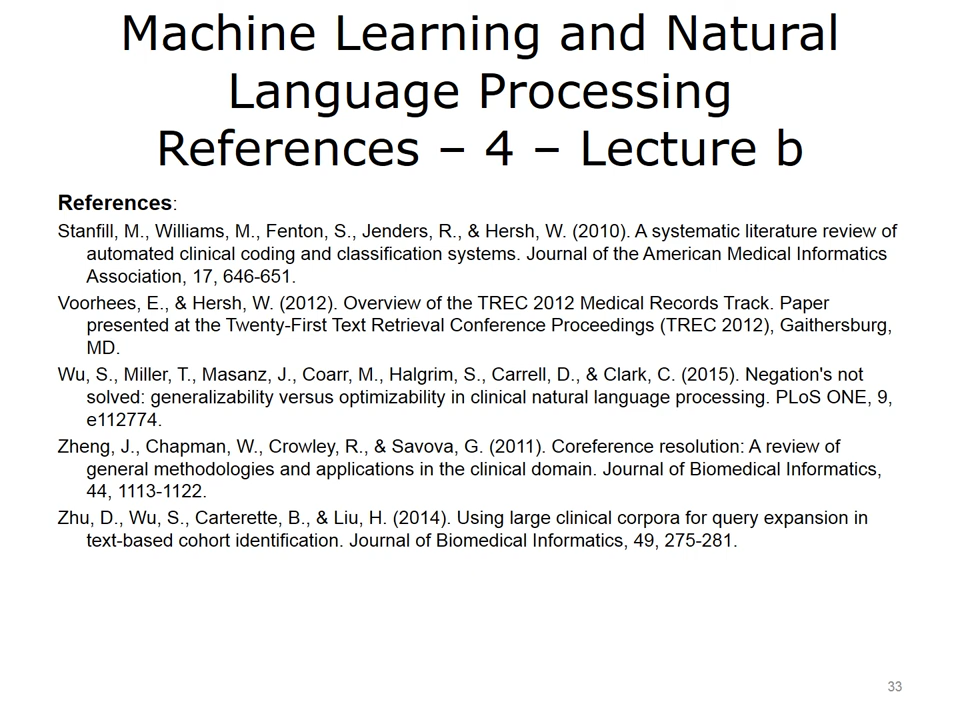 Machine Learning and Natural
Language Processing
References – 4 – Lecture b
References:
Stanfill, M., Williams, M., Fenton, S., Jenders, R., & Hersh, W. (2010). A systematic literature review of
automated clinical coding and classification systems. Journal of the American Medical Informatics
Association, 17, 646-651.
Voorhees, E., & Hersh, W. (2012). Overview of the TREC 2012 Medical Records Track. Paper
presented at the Twenty-First Text Retrieval Conference Proceedings (TREC 2012), Gaithersburg,
MD.
Wu, S., Miller, T., Masanz, J., Coarr, M., Halgrim, S., Carrell, D., & Clark, C. (2015). Negation's not
solved: generalizability versus optimizability in clinical natural language processing. PLoS ONE, 9,
e112774.
Zheng, J., Chapman, W., Crowley, R., & Savova, G. (2011). Coreference resolution: A review of
general methodologies and applications in the clinical domain. Journal of Biomedical Informatics,
44, 1113-1122.
Zhu, D., Wu, S., Carterette, B., & Liu, H. (2014). Using large clinical corpora for query expansion in
text-based cohort identification. Journal of Biomedical Informatics, 49, 275-281.
33